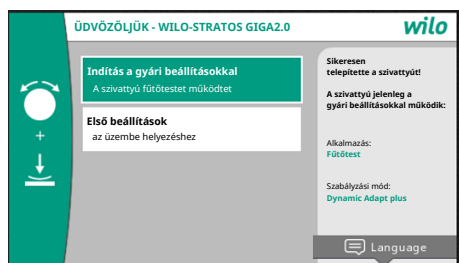 ÜDVÖZÖLJÜK - WILO-STRATOS GIGA2.0
wilo
Indítás a gyári beállításokkal
A szivattyú fűtőtestet működtet
Első beállítások
az üzembe helyezéshez
+
Sikeresen
telepítette a szivattyút!
A szivattyú jelenleg a
gyári beállításokkal működik:
Alkalmazás:
Fűtőtest
Szabályzási mód:
Dynamic Adapt plus
Language